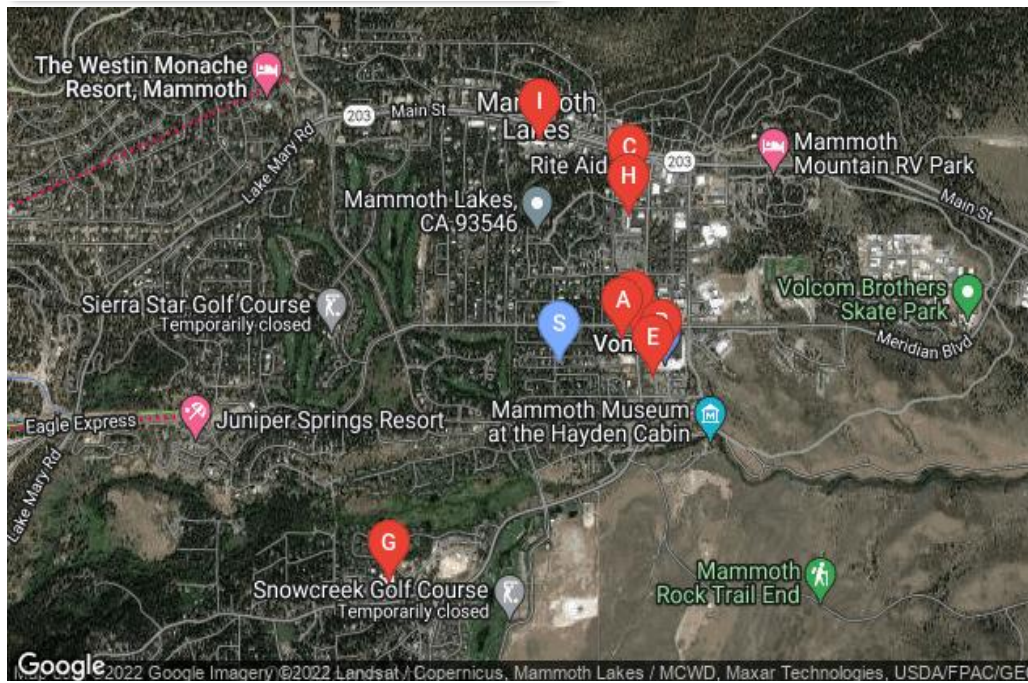 The Westin Monache
Resort, Mammoth
203
Main St
Mammoth
Lakes
I
C
Rite Aid
H
203
Mammoth
Mountain RV Park
Lake Mary Rd
Mammoth Lakes,
CA 93546
Main St
Sierra Star Golf Course
Temporarily closed
S
A
E
Von
Volcom Brothers
Skate Park
Meridian Blvd
Eagle Express
Juniper Springs Resort
Mammoth Museum
at the Hayden Cabin
Lake Mary Rd
G
Snowcreek Golf Course
Temporarily closed
Mammoth
Rock Trail End
Google
2022 Google Imagery ©2022 Landsat / Copernicus, Mammoth Lakes / MCWD, Maxar Technologies, USDA/FPAC/GE